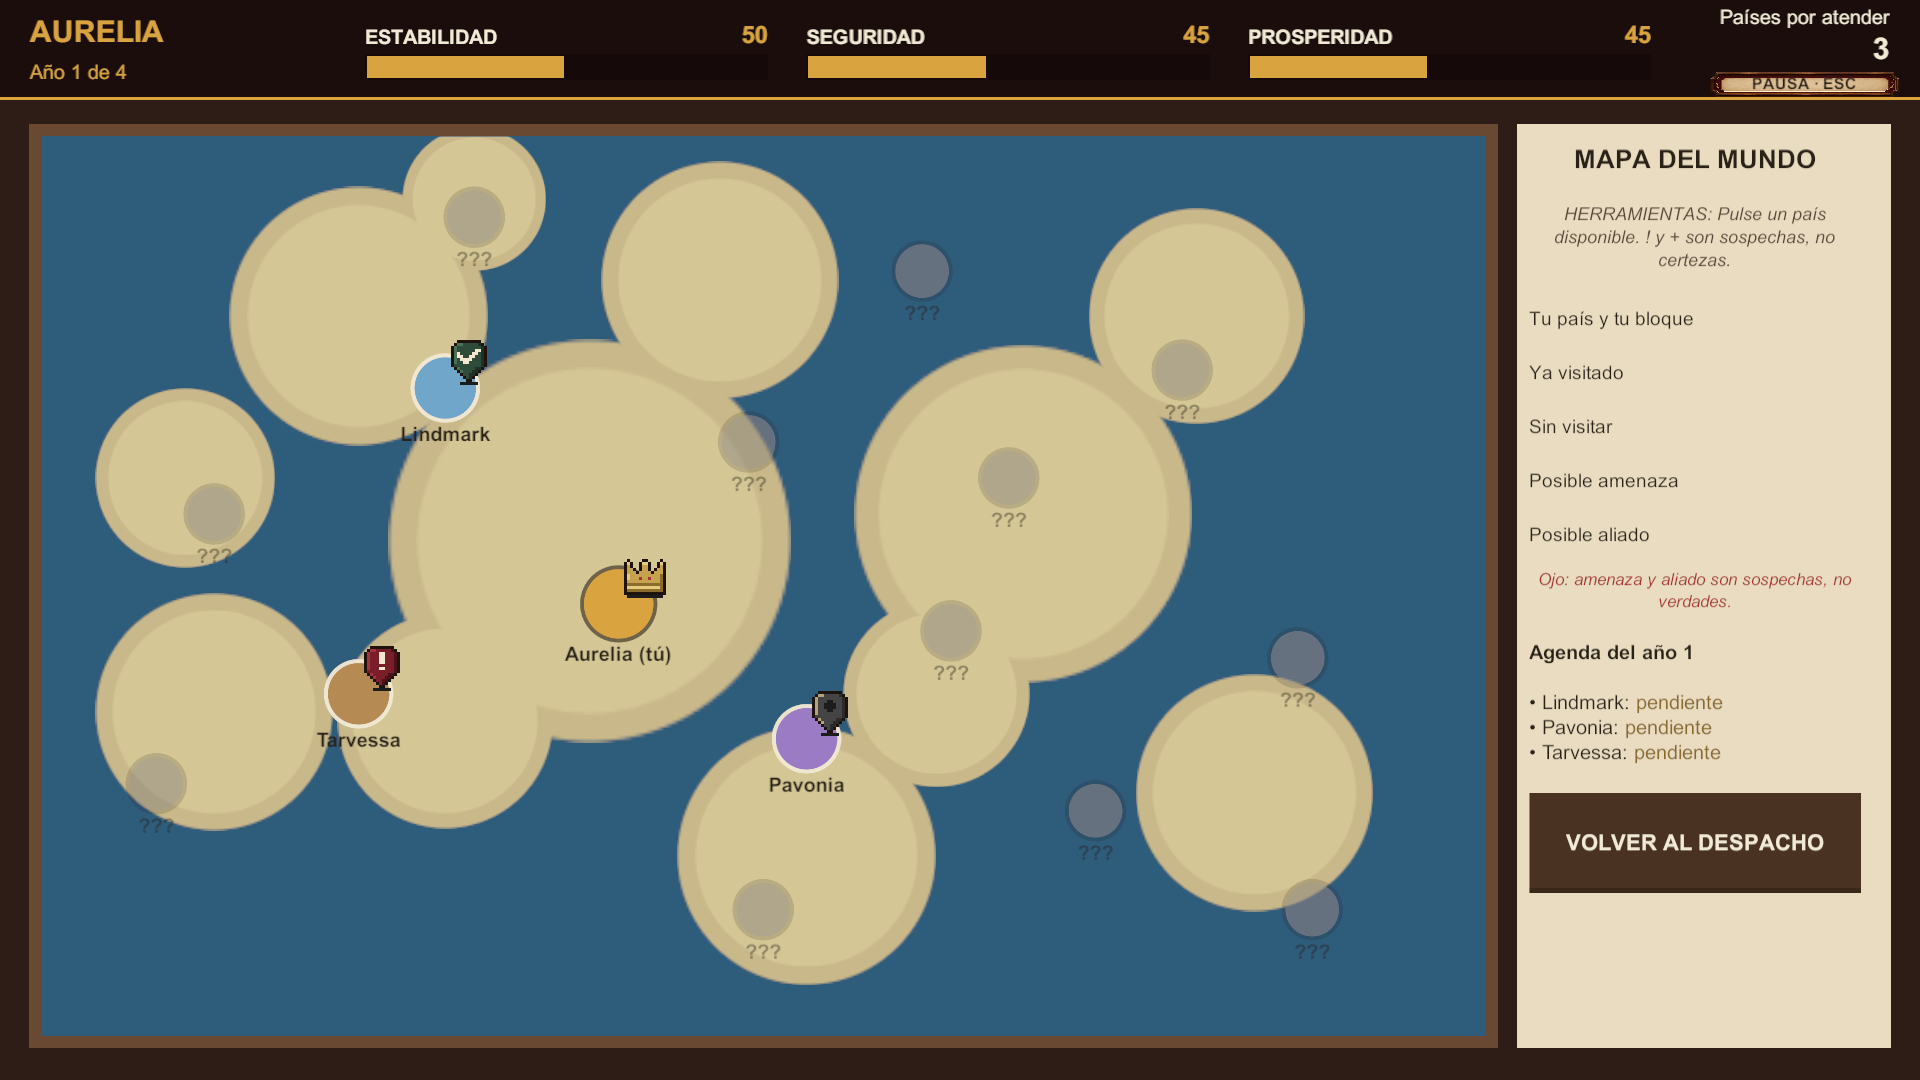 AURELIA
Año 1 de 4
ESTABILIDAD 50
SEGURIDAD 45
PROSPERIDAD 45
Países por atender
3
PAUSA · ESC
???
???
Lindmark
???
???
???
???
???
Aurelia (tú)
???
???
Tarvessa
Pavonia
???
???
???
???
MAPA DEL MUNDO
HERRAMIENTAS: Pulse un país
disponible. ! y + son sospechas, no
certezas.
Tu país y tu bloque
Ya visitado
Sin visitar
Posible amenaza
Posible aliado
Ojo: amenaza y aliado son sospechas, no
verdades.
Agenda del año 1
• Lindmark: pendiente
• Pavonia: pendiente
• Tarvessa: pendiente
VOLVER AL DESPACHO